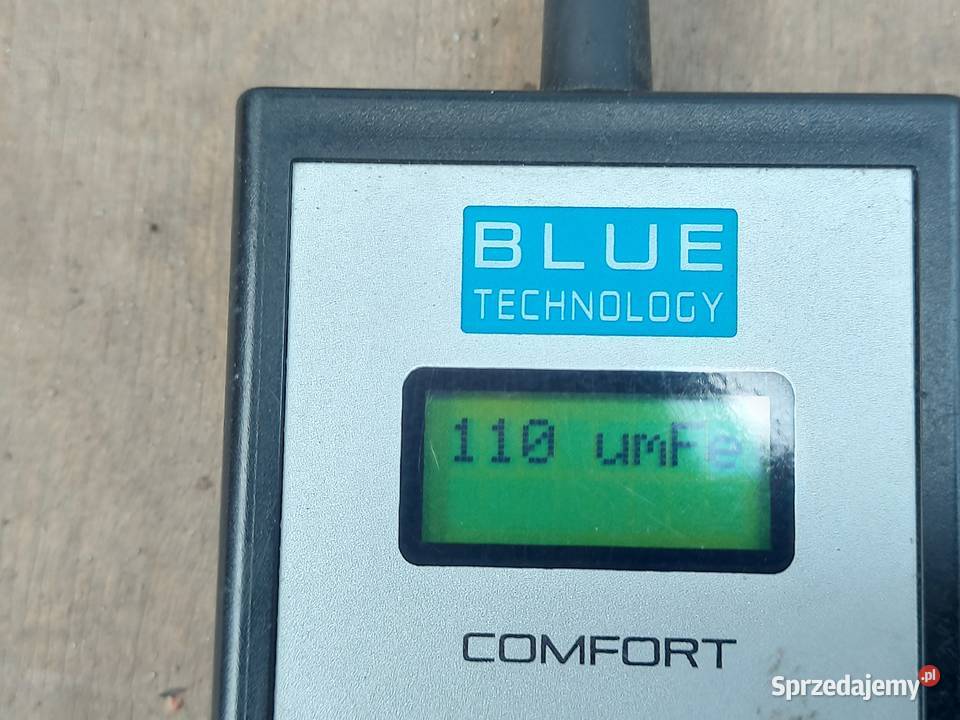 BLUE
TECHNOLOGY
110 umFe
COMFORT
Sprzedajemy.pl